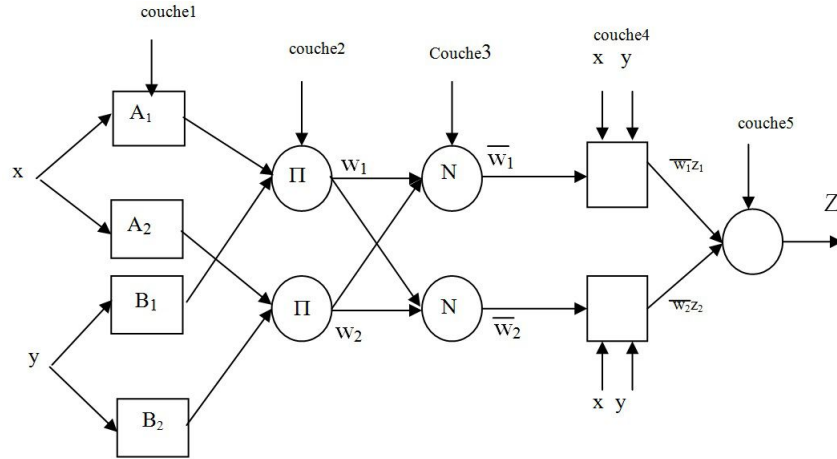 couche1
couche2
Couche3
couche4
x y
couche5
A₁
x
A₂
B₁
y
B₂
Π
w₁
N
w̅₁
w̅₁z₁
Z
Π
w₂
N
w̅₂
w̅₂z₂
x y